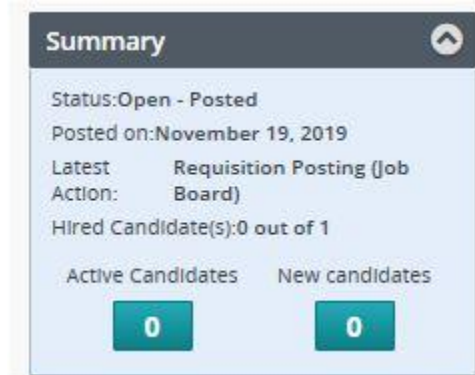 Summary
Status:Open - Posted
Posted on:November 19, 2019
Latest Action: Requisition Posting (Job Board)
Hired Candidate(s):0 out of 1
Active Candidates New candidates
0 0